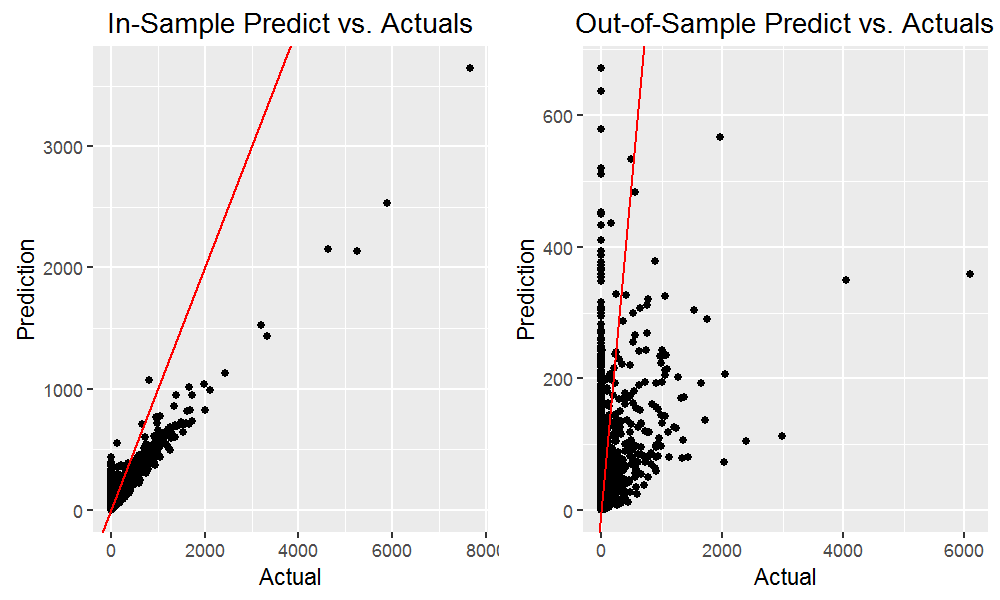 In-Sample Predict vs. Actuals
Prediction
3000
2000
1000
0
0 2000 4000 6000 8000
Actual
Out-of-Sample Predict vs. Actuals
Prediction
600
400
200
0
0 2000 4000 6000
Actual